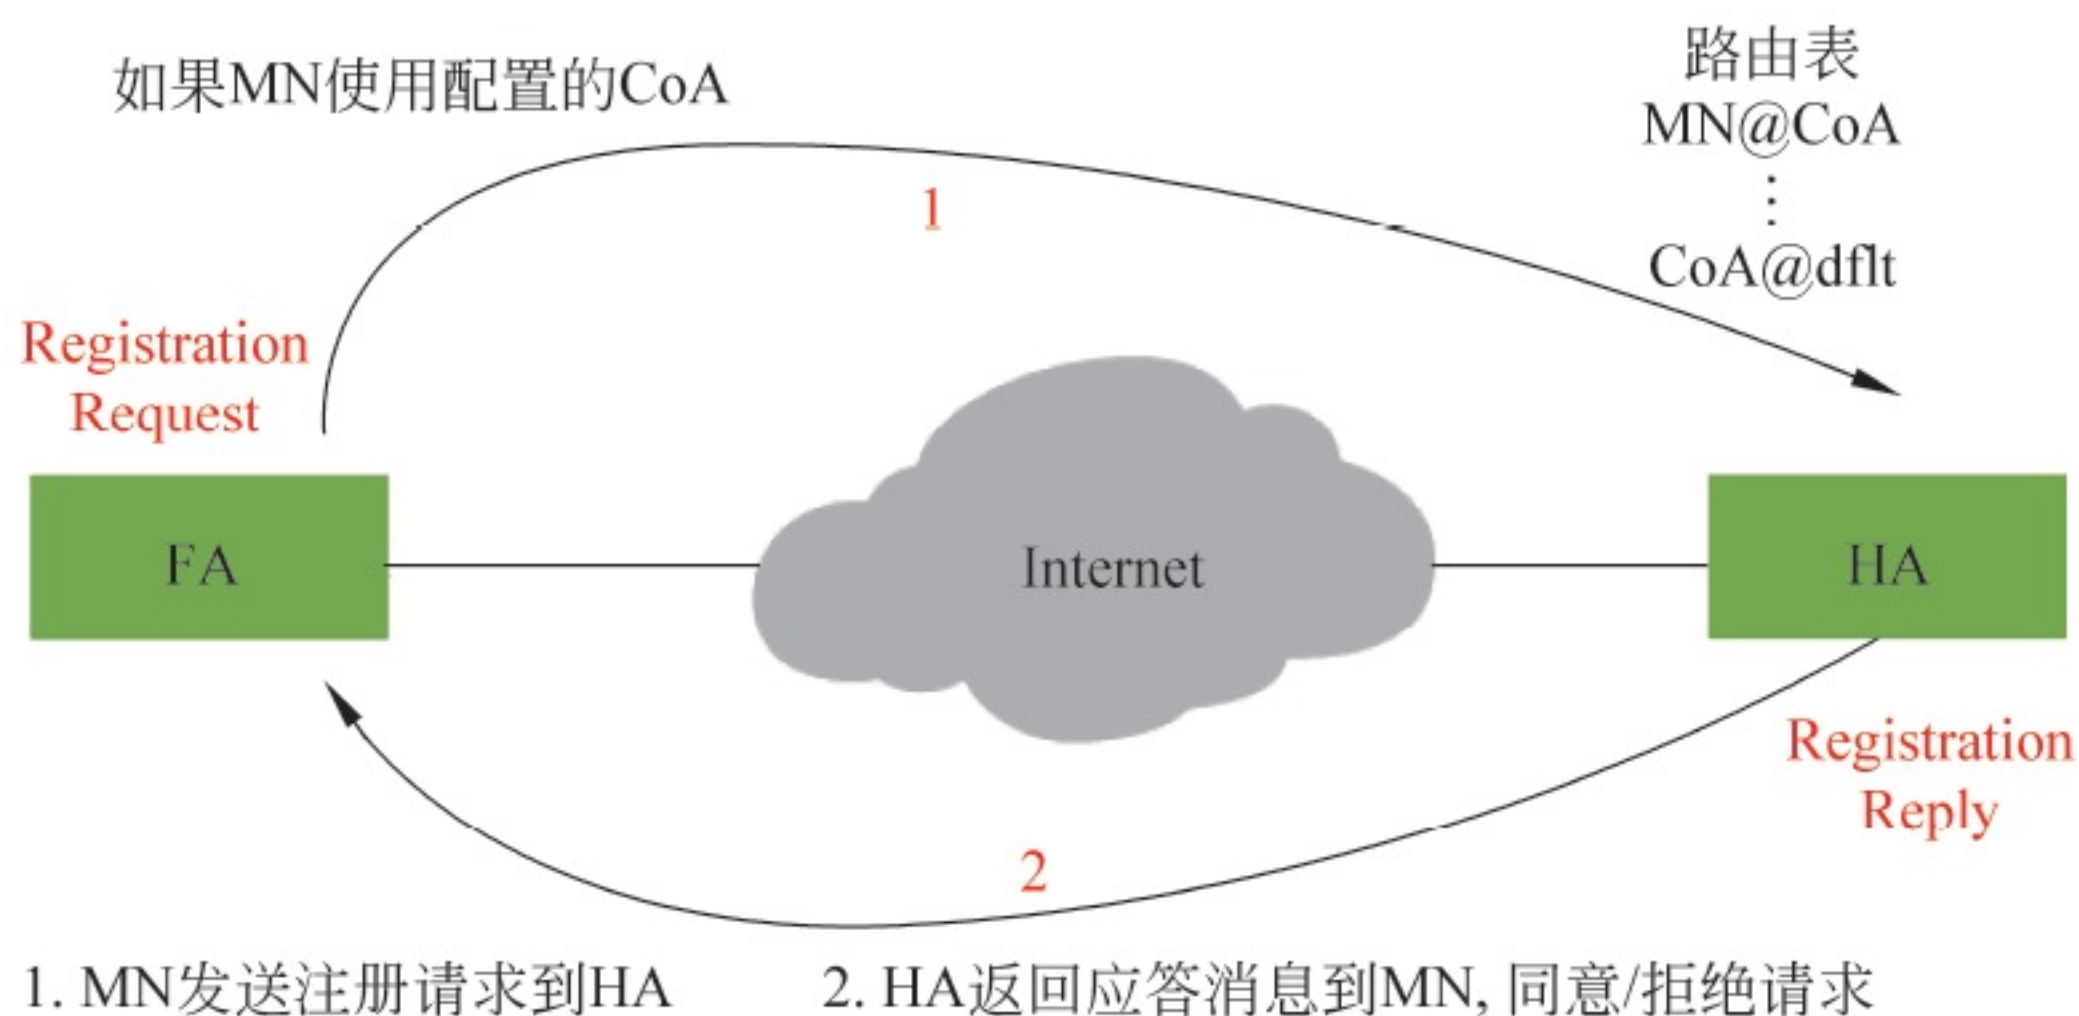 如果MN使用配置的CoA
路由表
MN@CoA
⋮
CoA@dflt
1
Registration
Request
FA
Internet
HA
Registration
Reply
2
1. MN发送注册请求到HA
2. HA返回应答消息到MN, 同意/拒绝请求